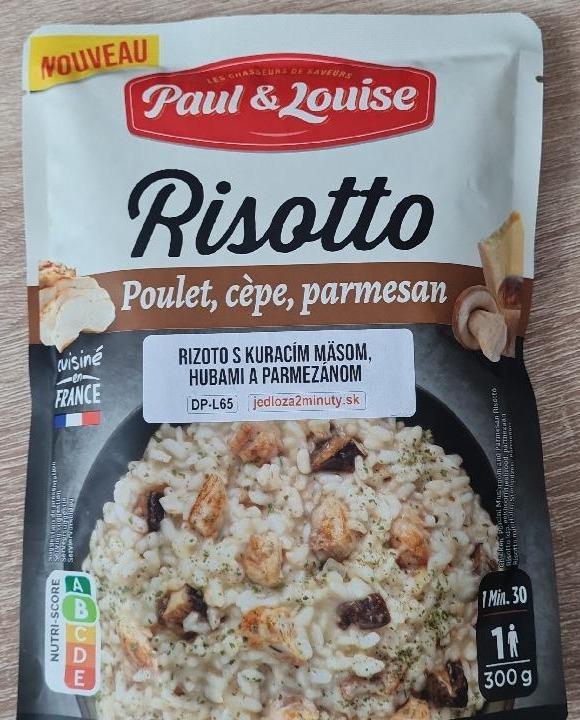 NOUVEAU
LES CHASSEURS DE SAVEURS
Paul & Louise
Risotto
Poulet, cèpe, parmesan
cuisiné
en
FRANCE
RIZOTO S KURACÍM MÄSOM,
HUBAMI A PARMEZÁNOM
DP-L65 jedloza2minuty.sk
NUTRI-SCORE
A
B
C
D
E
1 Min. 30
1
300 g